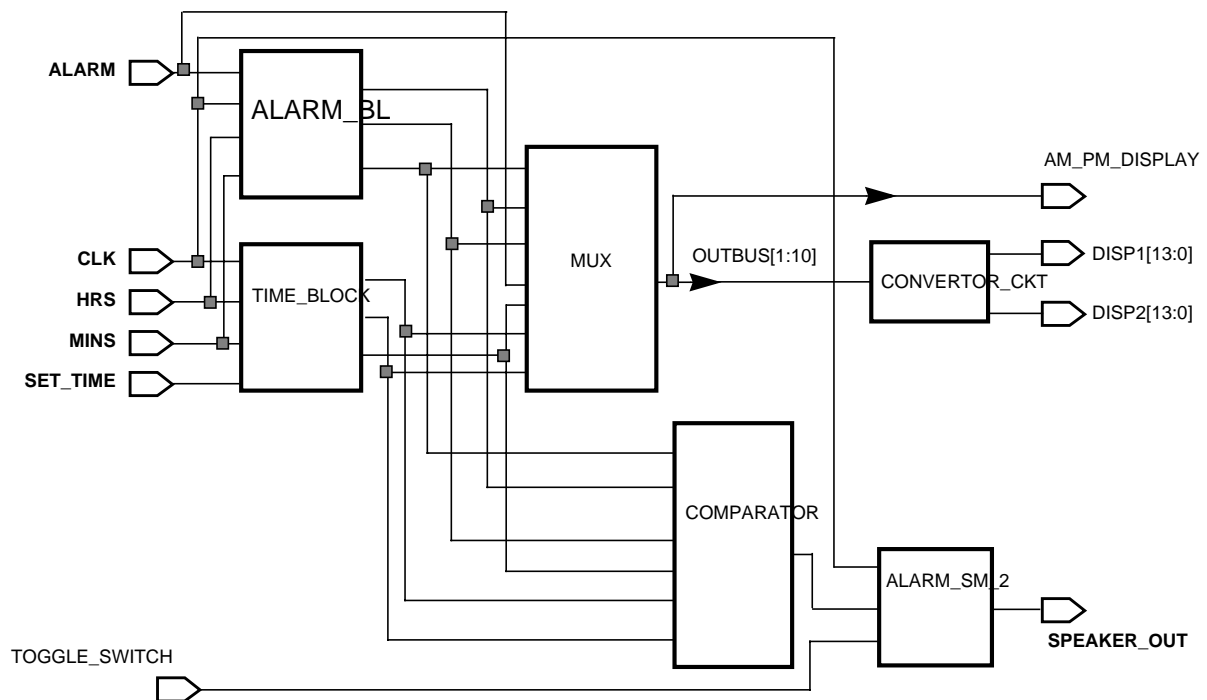 ALARM
ALARM_BL
AM_PM_DISPLAY
CLK
TIME_BLOCK
MUX
OUTBUS[1:10]
CONVERTOR_CKT
DISP1[13:0]
HRS
DISP2[13:0]
MINS
SET_TIME
COMPARATOR
ALARM_SM_2
SPEAKER_OUT
TOGGLE_SWITCH